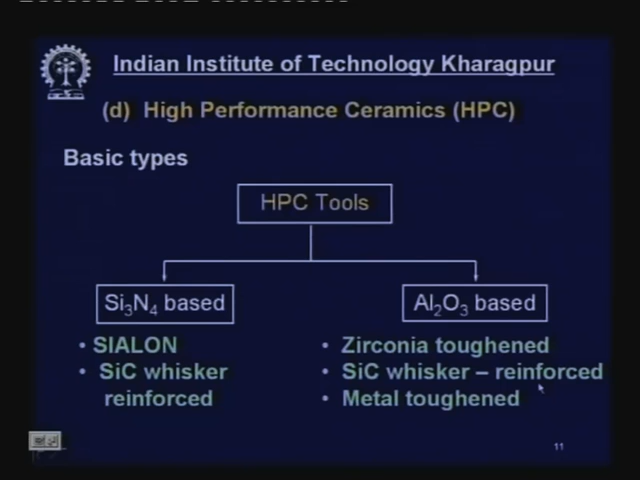 Indian Institute of Technology Kharagpur
(d) High Performance Ceramics (HPC)
Basic types
HPC Tools
Si₃N₄ based
Al₂O₃ based
• SIALON
• SiC whisker
reinforced
• Zirconia toughened
• SiC whisker – reinforced
• Metal toughened
11